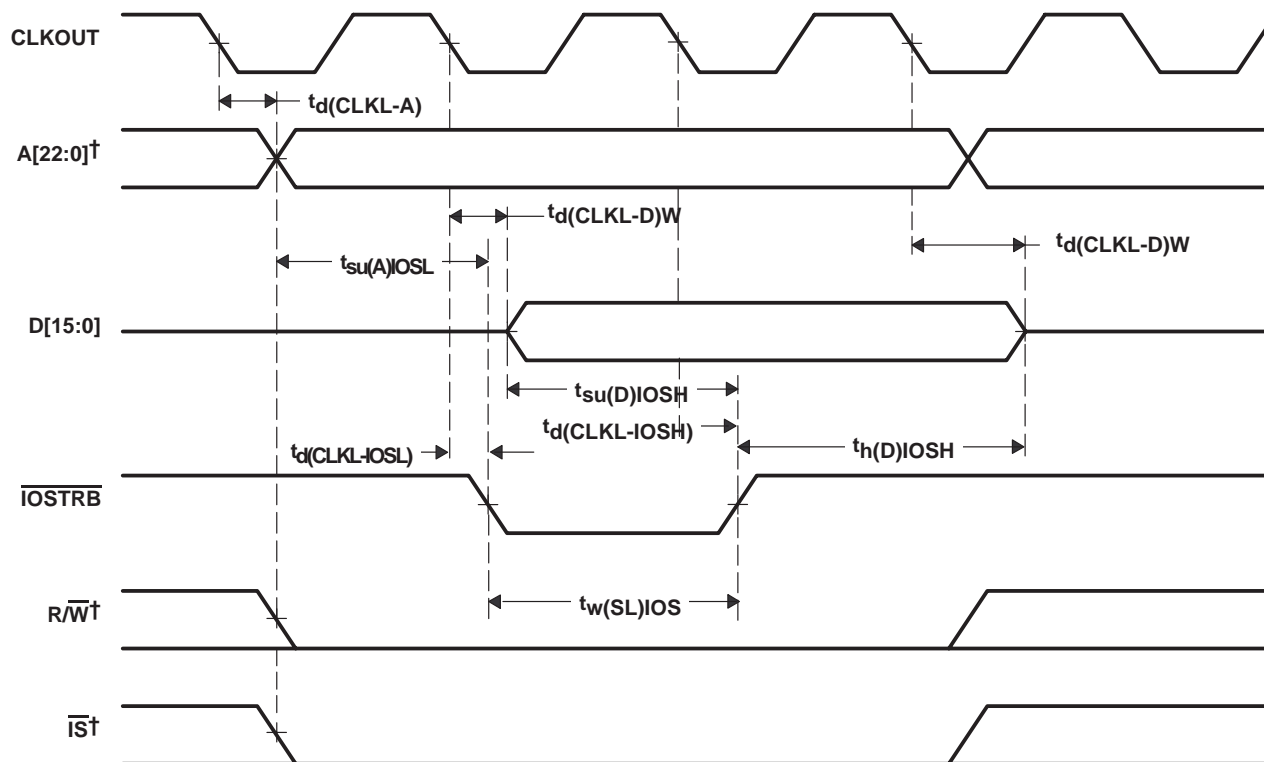 CLKOUT
td(CLKL-A)
A[22:0]†
td(CLKL-D)W
td(CLKL-D)W
tsu(A)IOSL
D[15:0]
tsu(D)IOSH
td(CLKL-IOSH)
td(CLKL-IOSL)
th(D)IOSH
IOSTRB
R/W†
tw(SL)IOS
IS†